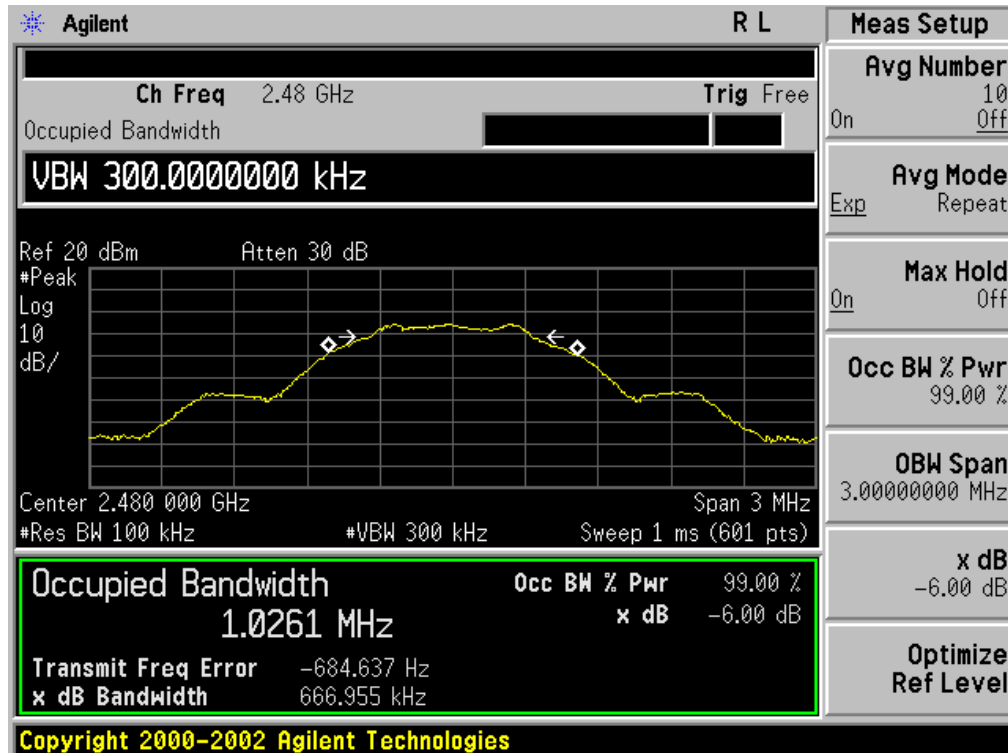 Agilent R L Meas Setup
Ch Freq 2.48 GHz Trig Free
Occupied Bandwidth
VBW 300.0000000 kHz
Ref 20 dBm Atten 30 dB
#Peak
Log
10
dB/
Center 2.480 000 GHz Span 3 MHz
#Res BW 100 kHz #VBW 300 kHz Sweep 1 ms (601 pts)
Occupied Bandwidth Occ BW % Pwr 99.00 %
1.0261 MHz x dB -6.00 dB
Transmit Freq Error -684.637 Hz
x dB Bandwidth 666.955 kHz
Copyright 2000-2002 Agilent Technologies
Avg Number
10
On Off
Avg Mode
Exp Repeat
Max Hold
On Off
Occ BW % Pwr
99.00 %
OBW Span
3.00000000 MHz
x dB
-6.00 dB
Optimize
Ref Level